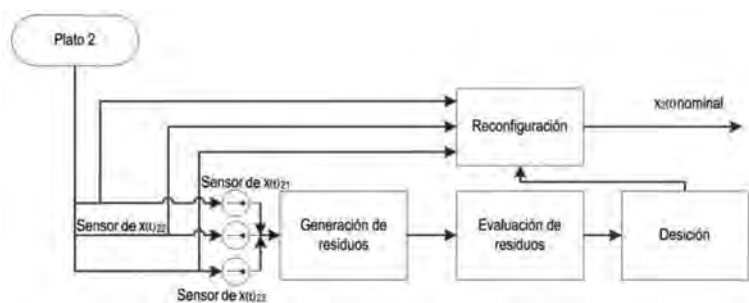 Plato 2
x₂(t)nominal
Reconfiguración
Sensor de x(t)₂₁
Sensor de x(t)₂₂
Generación de
residuos
Evaluación de
residuos
Desición
Sensor de x(t)₂₃